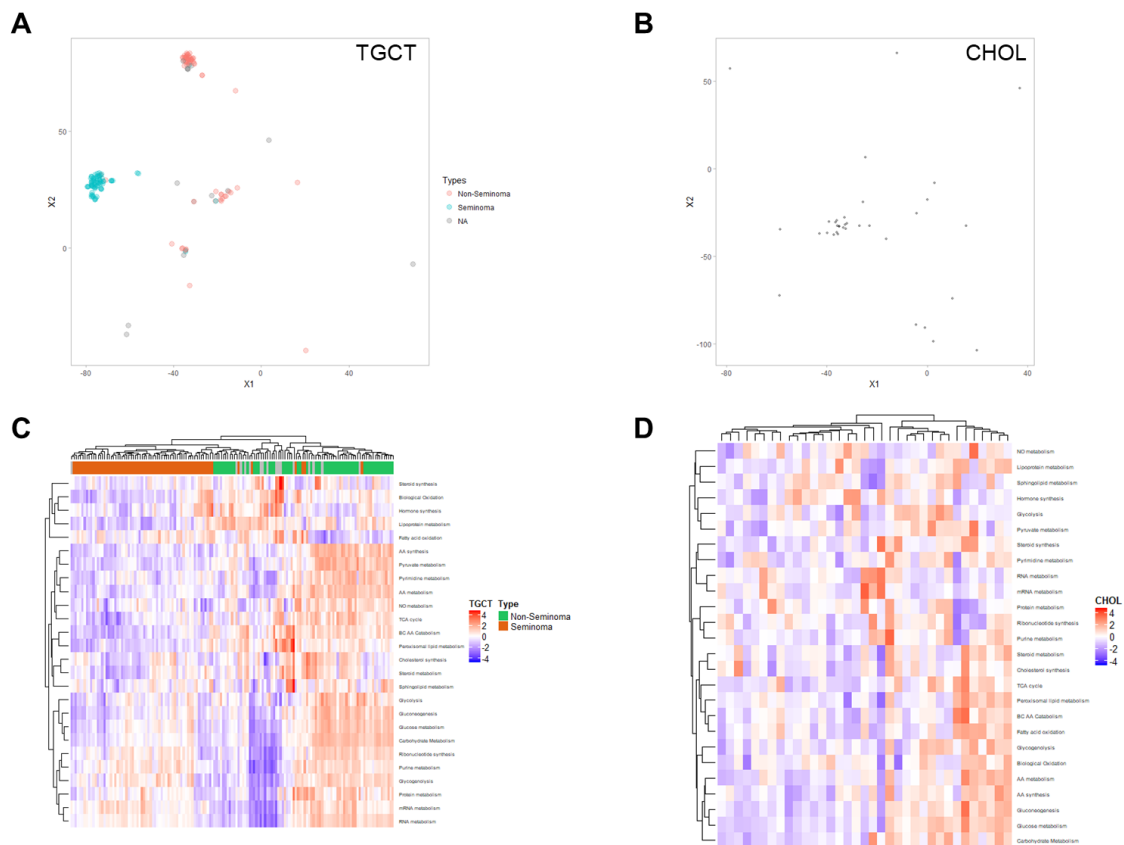 A
TGCT
50
0
X2
-80
-40
0
40
X1
Types
Non-Seminoma
Seminoma
NA
B
CHOL
50
0
-50
-100
X2
-80
-40
0
40
X1
C
Steroid synthesis
Biological Oxidation
Hormone synthesis
Lipoprotein metabolism
Fatty acid oxidation
AA synthesis
Pyruvate metabolism
Pyrimidine metabolism
AA metabolism
NO metabolism
TCA cycle
BC AA Catabolism
Peroxisomal lipid metabolism
Cholesterol synthesis
Steroid metabolism
Sphingolipid metabolism
Glycolysis
Gluconeogenesis
Glucose metabolism
Carbohydrate Metabolism
Ribonucleotide synthesis
Purine metabolism
Glycogenolysis
Protein metabolism
mRNA metabolism
RNA metabolism
TGCT
4
2
0
-2
-4
Type
Non-Seminoma
Seminoma
D
NO metabolism
Lipoprotein metabolism
Sphingolipid metabolism
Hormone synthesis
Glycolysis
Pyruvate metabolism
Steroid synthesis
Pyrimidine metabolism
RNA metabolism
mRNA metabolism
Protein metabolism
Ribonucleotide synthesis
Purine metabolism
Steroid metabolism
Cholesterol synthesis
TCA cycle
Peroxisomal lipid metabolism
BC AA Catabolism
Fatty acid oxidation
Glycogenolysis
Biological Oxidation
AA metabolism
AA synthesis
Gluconeogenesis
Glucose metabolism
Carbohydrate Metabolism
CHOL
4
2
0
-2
-4